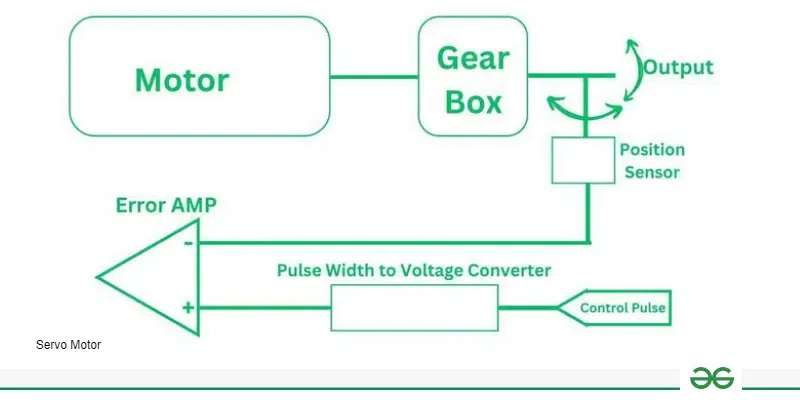 Motor
Gear
Box
Output
Position
Sensor
Error AMP
-
Pulse Width to Voltage Converter
+
Control Pulse
Servo Motor